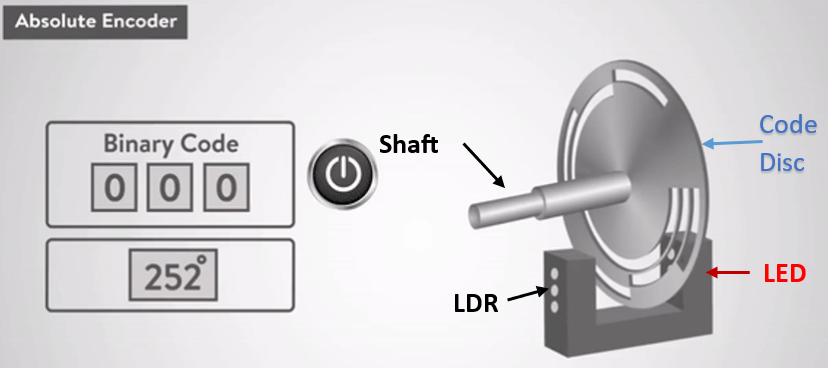 Absolute Encoder
Binary Code
0 0 0
252°
Shaft
Code
Disc
LED
LDR